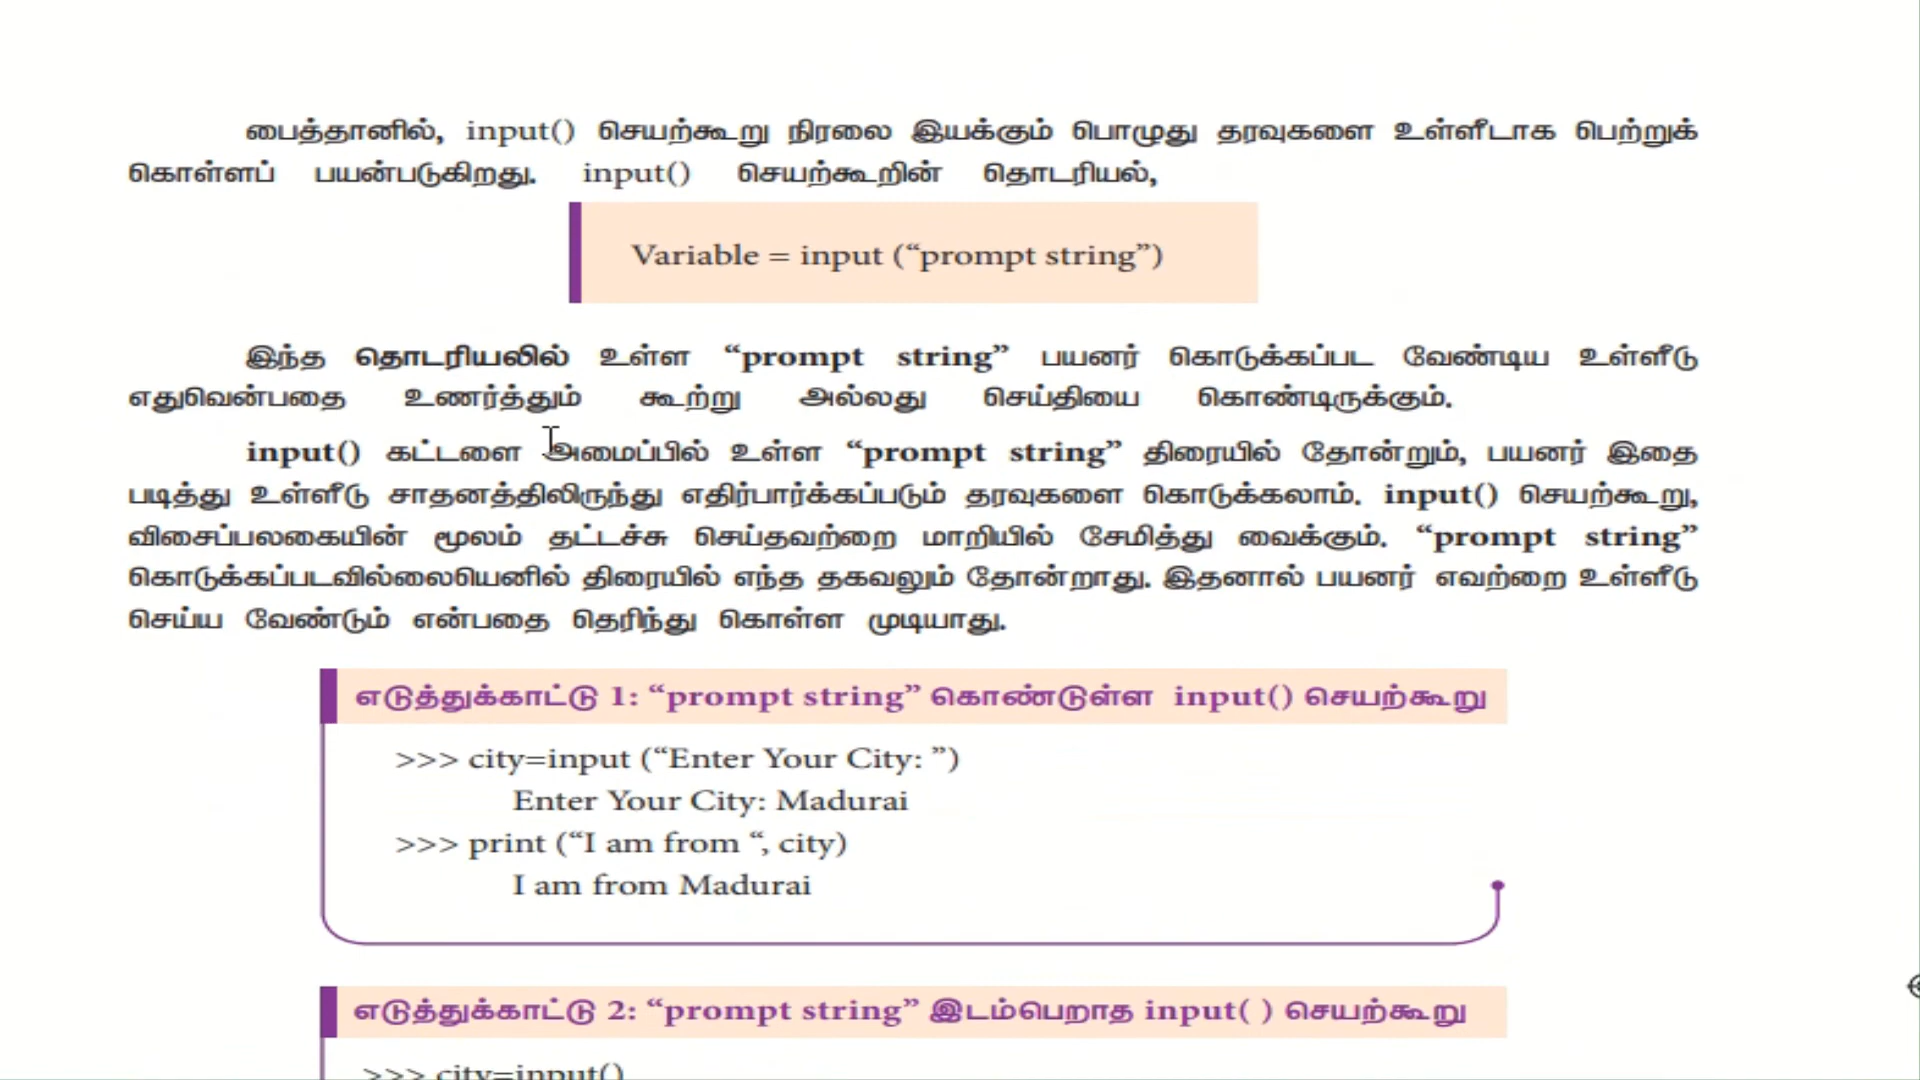 பைத்தானில், input() செயற்கூறு நிரலை இயக்கும் பொழுது தரவுகளை உள்ளீடாக பெற்றுக்
கொள்ளப் பயன்படுகிறது. input() செயற்கூறின் தொடரியல்,
Variable = input (“prompt string”)
இந்த தொடரியலில் உள்ள “prompt string” பயனர் கொடுக்கப்பட வேண்டிய உள்ளீடு
எதுவென்பதை உணர்த்தும் கூற்று அல்லது செய்தியை கொண்டிருக்கும்.
input() கட்டளை அமைப்பில் உள்ள “prompt string” திரையில் தோன்றும், பயனர் இதை
படித்து உள்ளீடு சாதனத்திலிருந்து எதிர்பார்க்கப்படும் தரவுகளை கொடுக்கலாம். input() செயற்கூறு,
விசைப்பலகையின் மூலம் தட்டச்சு செய்தவற்றை மாறியில் சேமித்து வைக்கும். “prompt string”
கொடுக்கப்படவில்லையெனில் திரையில் எந்த தகவலும் தோன்றாது. இதனால் பயனர் எவற்றை உள்ளீடு
செய்ய வேண்டும் என்பதை தெரிந்து கொள்ள முடியாது.
எடுத்துக்காட்டு 1: “prompt string” கொண்டுள்ள input() செயற்கூறு
>>> city=input (“Enter Your City: ”)
Enter Your City: Madurai
>>> print (“I am from “, city)
I am from Madurai
எடுத்துக்காட்டு 2: “prompt string” இடம்பெறாத input( ) செயற்கூறு
>>> city=input()